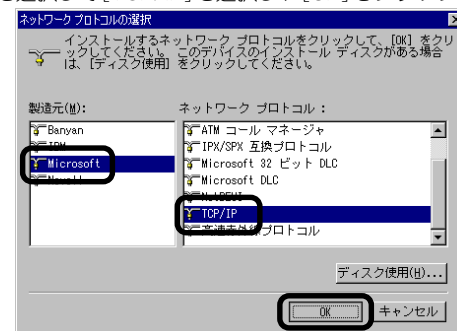 ネットワーク プロトコルの選択
インストールするネットワーク プロトコルをクリックして、[OK] をクリ
ックしてください。このデバイスのインストール ディスクがある場合
は、[ディスク使用] をクリックしてください。
製造元(M):
ネットワーク プロトコル :
Banyan
IBM
Microsoft
Novell
ATM コール マネージャ
IPX/SPX 互換プロトコル
Microsoft 32 ビット DLC
Microsoft DLC
NetBEUI
TCP/IP
高速赤外線プロトコル
ディスク使用(H)...
OK
キャンセル